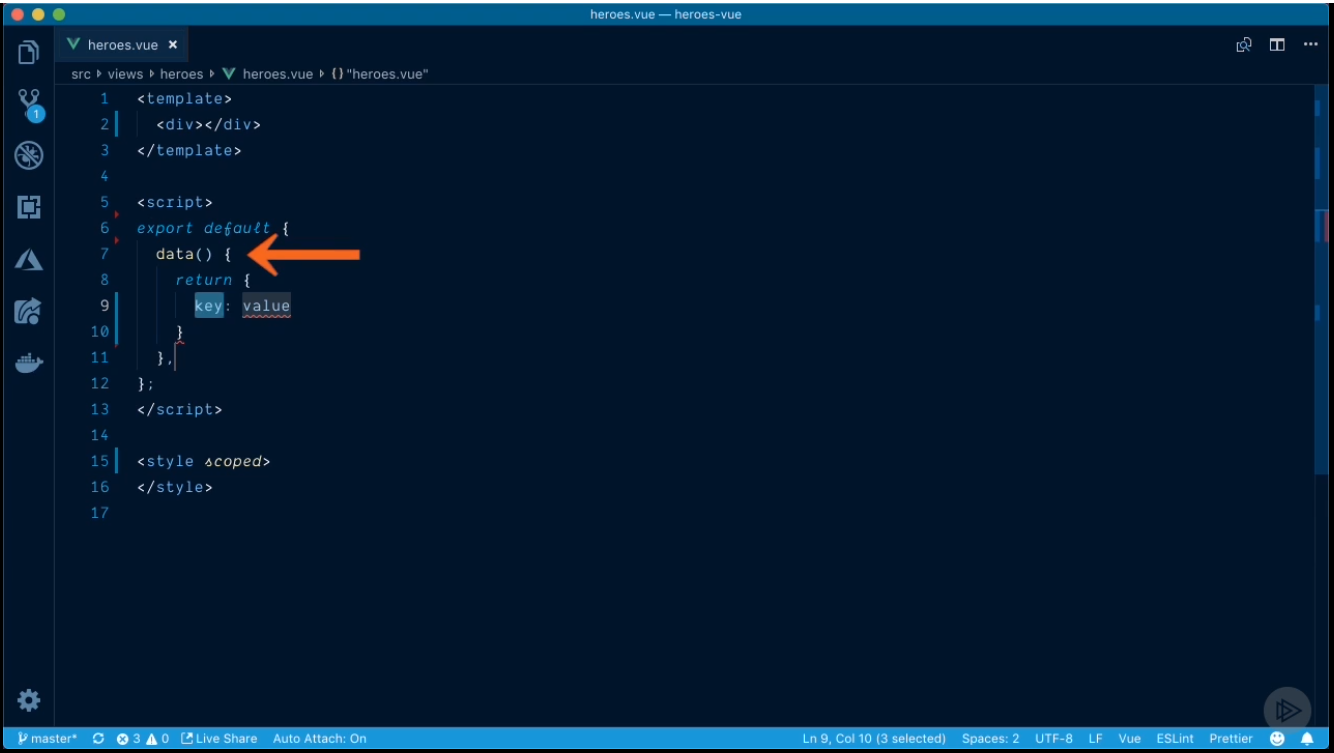 heroes.vue — heroes-vue
heroes.vue ×
src › views › heroes › heroes.vue › {} "heroes.vue"
1 <template>
2 <div></div>
3 </template>
4
5 <script>
6 export default {
7 data() {
8 return {
9 key: value
10 }
11 },
12 };
13 </script>
14
15 <style scoped>
16 </style>
17
1
master* 3 0 Live Share Auto Attach: On Ln 9, Col 10 (3 selected) Spaces: 2 UTF-8 LF Vue ESLint Prettier